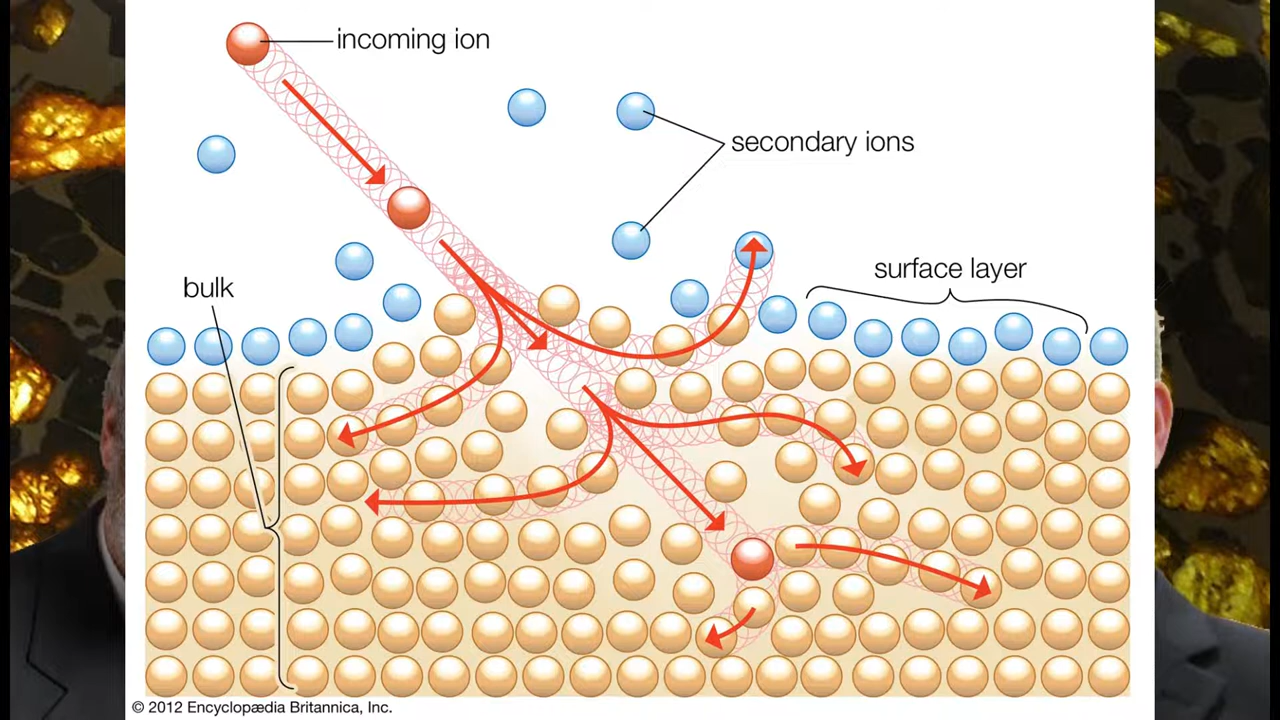 incoming ion
secondary ions
surface layer
bulk
© 2012 Encyclopædia Britannica, Inc.